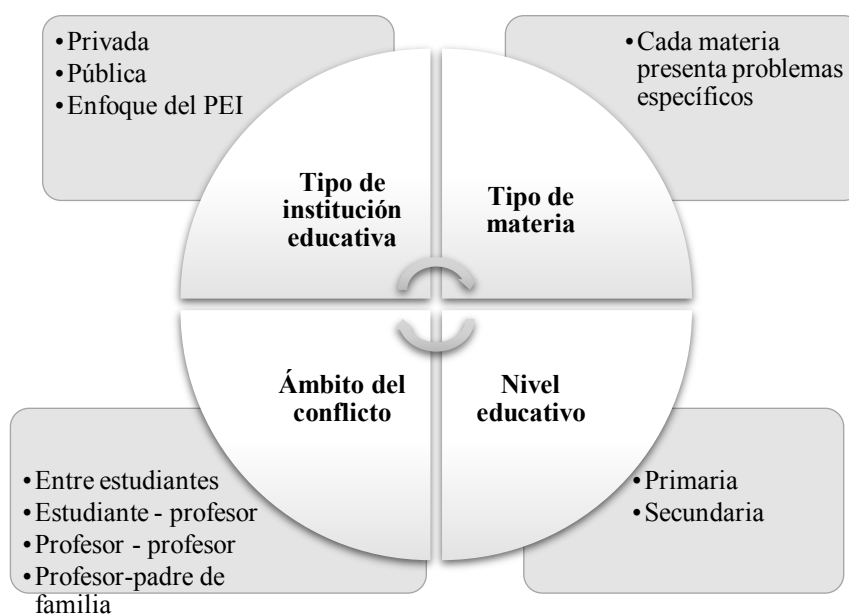 •Privada
•Pública
•Enfoque del PEI
•Cada materia
presenta problemas
específicos
Tipo de
institución
educativa
Tipo de
materia
Ámbito del
conflicto
Nivel
educativo
•Entre estudiantes
•Estudiante - profesor
•Profesor - profesor
•Profesor-padre de
familia
•Primaria
•Secundaria